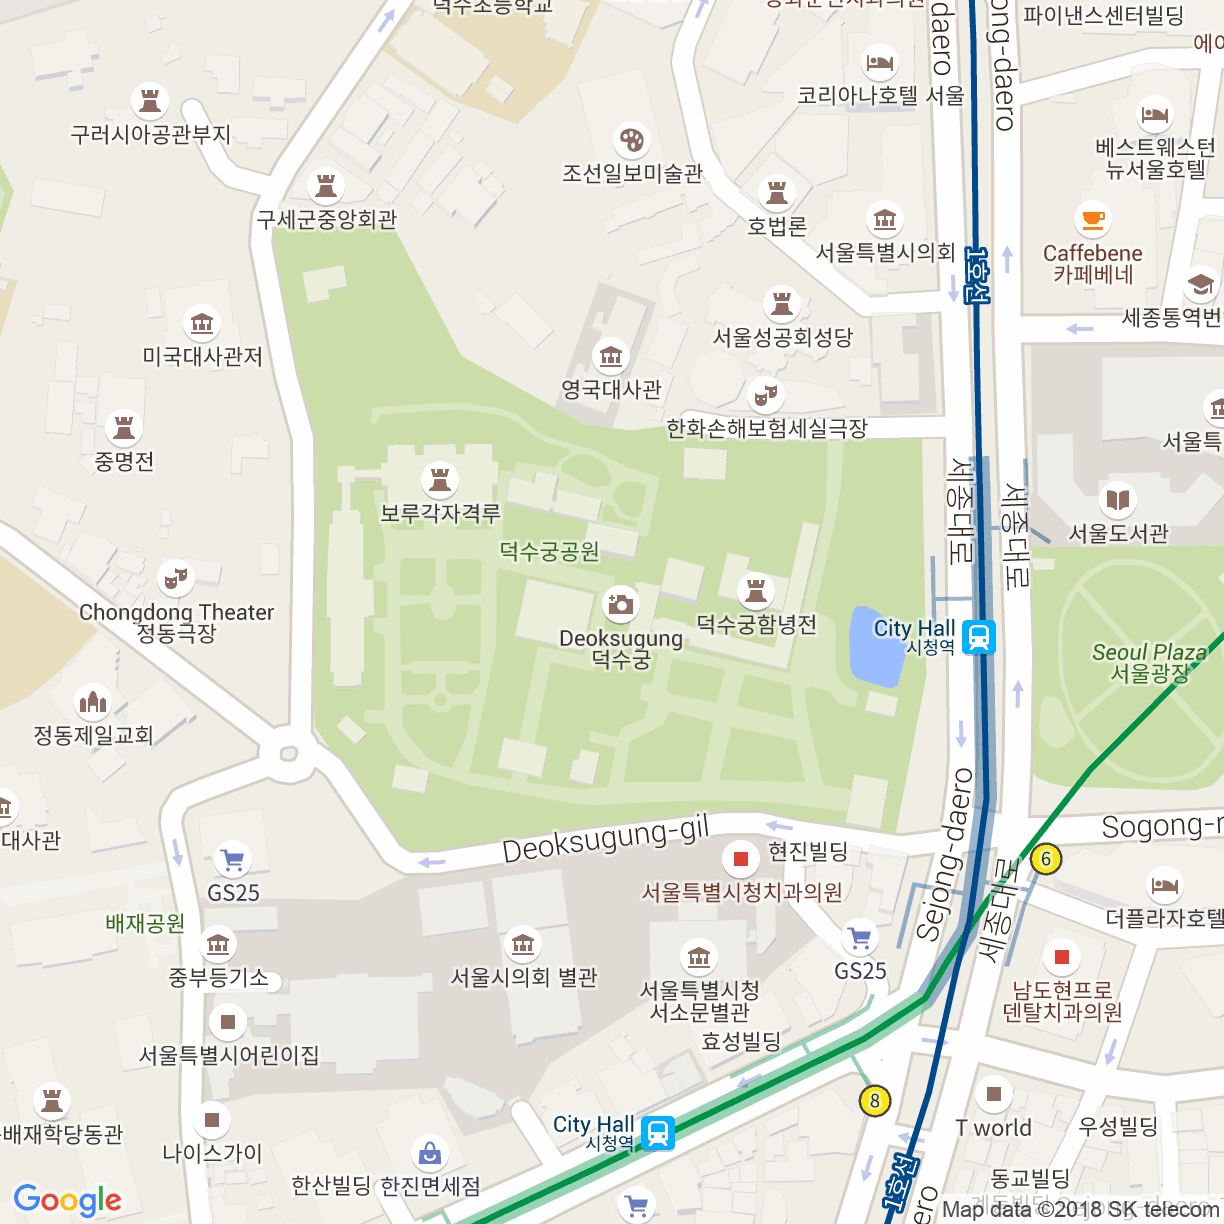 덕수초등학교
daero
ong-daero
파이낸스센터빌딩
에이
코리아나호텔 서울
구러시아공관부지
베스트웨스턴
뉴서울호텔
조선일보미술관
구세군중앙회관
호법론
서울특별시의회
Caffebene
카페베네
1호선
세종통역번
미국대사관저
서울성공회성당
영국대사관
한화손해보험세실극장
서울특
중명전
보루각자격루
세종대로
세종대로
서울도서관
덕수궁공원
Chongdong Theater
정동극장
Deoksugung
덕수궁
덕수궁함녕전
City Hall
시청역
Seoul Plaza
서울광장
정동제일교회
대사관
Sejong-daero
Deoksugung-gil
Sogong-r
현진빌딩
6
GS25
서울특별시청치과의원
세종대로
더플라자호텔
배재공원
중부등기소
서울시의회 별관
서울특별시청
서소문별관
GS25
남도현프로
덴탈치과의원
효성빌딩
서울특별시어린이집
8
T world
우성빌딩
배재학당동관
나이스가이
City Hall
시청역
한산빌딩
한진면세점
동교빌딩
1호선
Google
Map data ©2018 SK telecom